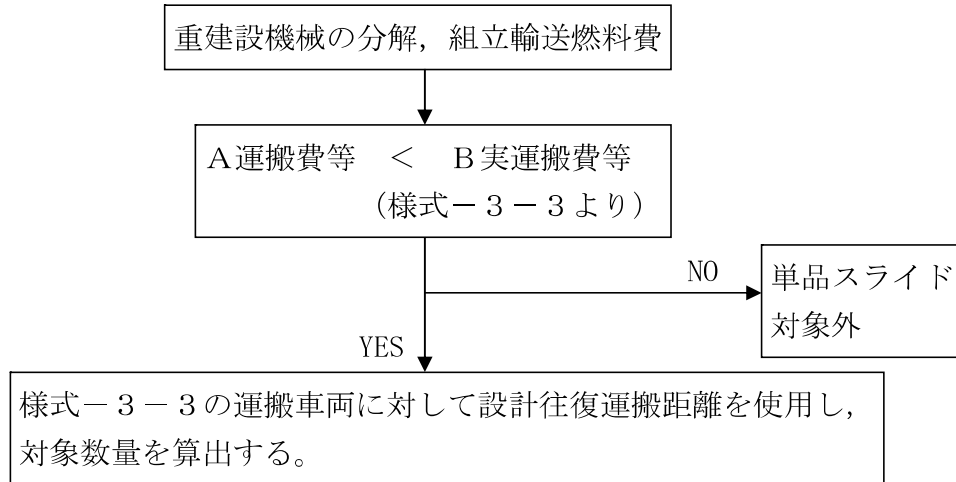 重建設機械の分解，組立輸送燃料費
Ａ運搬費等　＜　Ｂ実運搬費等
（様式－３－３より）
NO
単品スライド
対象外
YES
様式－３－３の運搬車両に対して設計往復運搬距離を使用し，
対象数量を算出する。